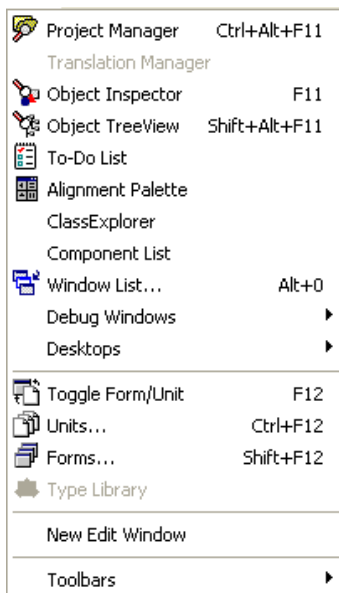 Project Manager Ctrl+Alt+F11
Translation Manager
Object Inspector F11
Object TreeView Shift+Alt+F11
To-Do List
Alignment Palette
ClassExplorer
Component List
Window List... Alt+0
Debug Windows
Desktops
Toggle Form/Unit F12
Units... Ctrl+F12
Forms... Shift+F12
Type Library
New Edit Window
Toolbars